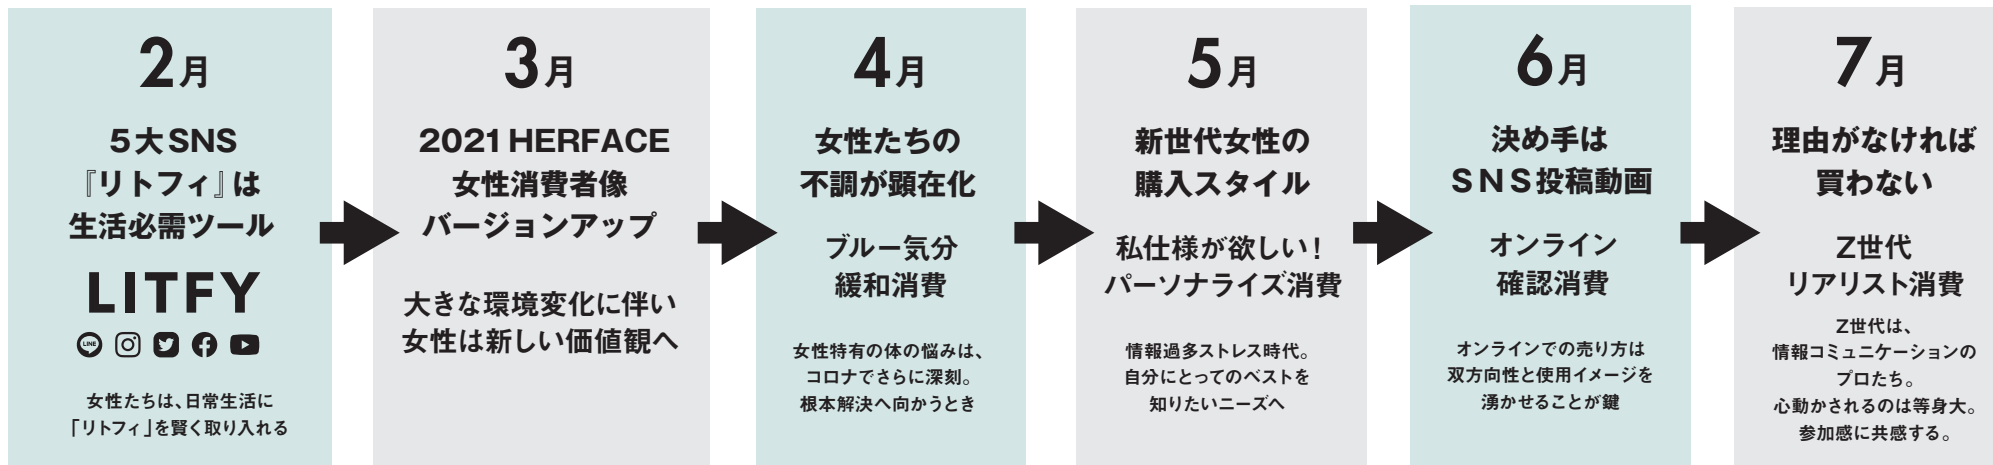 2月
5大SNS
『リトフィ』は
生活必需ツール
LITFY
LINE
女性たちは、日常生活に
「リトフィ」を賢く取り入れる
3月
2021 HERFACE
女性消費者像
バージョンアップ
大きな環境変化に伴い
女性は新しい価値観へ
4月
女性たちの
不調が顕在化
ブルー気分
緩和消費
女性特有の体の悩みは、
コロナでさらに深刻。
根本解決へ向かうとき
5月
新世代女性の
購入スタイル
私仕様が欲しい！
パーソナライズ消費
情報過多ストレス時代。
自分にとってのベストを
知りたいニーズへ
6月
決め手は
SNS投稿動画
オンライン
確認消費
オンラインでの売り方は
双方向性と使用イメージを
湧かせることが鍵
7月
理由がなければ
買わない
Z世代
リアリスト消費
Z世代は、
情報コミュニケーションの
プロたち。
心動かされるのは等身大。
参加感に共感する。